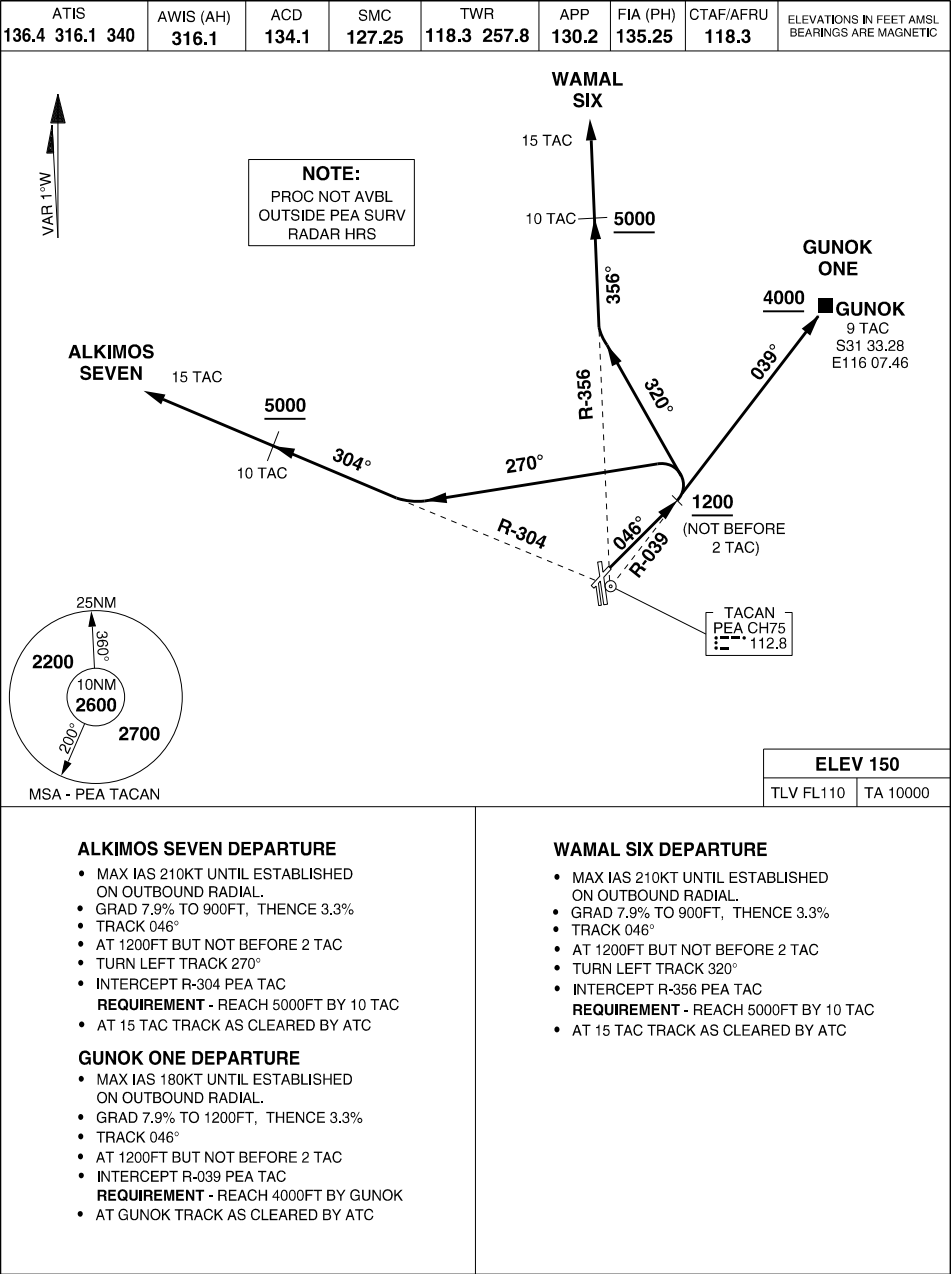 ATIS
136.4 316.1 340
AWIS (AH)
316.1
ACD
134.1
SMC
127.25
TWR
118.3 257.8
APP
130.2
FIA (PH)
135.25
CTAF/AFRU
118.3
ELEVATIONS IN FEET AMSL
BEARINGS ARE MAGNETIC
VAR 1°W
NOTE:
PROC NOT AVBL
OUTSIDE PEA SURV
RADAR HRS
WAMAL
SIX
15 TAC
10 TAC
5000
356°
R-356
320°
GUNOK
ONE
4000
GUNOK
9 TAC
S31 33.28
E116 07.46
039°
ALKIMOS
SEVEN
15 TAC
5000
10 TAC
304°
270°
R-304
046°
R-039
1200
(NOT BEFORE
2 TAC)
TACAN
PEA CH75
112.8
25NM
360°
2200
10NM
2600
2700
200°
MSA - PEA TACAN
ELEV 150
TLV FL110
TA 10000
ALKIMOS SEVEN DEPARTURE
• MAX IAS 210KT UNTIL ESTABLISHED
ON OUTBOUND RADIAL.
• GRAD 7.9% TO 900FT, THENCE 3.3%
• TRACK 046°
• AT 1200FT BUT NOT BEFORE 2 TAC
• TURN LEFT TRACK 270°
• INTERCEPT R-304 PEA TAC
REQUIREMENT - REACH 5000FT BY 10 TAC
• AT 15 TAC TRACK AS CLEARED BY ATC
GUNOK ONE DEPARTURE
• MAX IAS 180KT UNTIL ESTABLISHED
ON OUTBOUND RADIAL.
• GRAD 7.9% TO 1200FT, THENCE 3.3%
• TRACK 046°
• AT 1200FT BUT NOT BEFORE 2 TAC
• INTERCEPT R-039 PEA TAC
REQUIREMENT - REACH 4000FT BY GUNOK
• AT GUNOK TRACK AS CLEARED BY ATC
WAMAL SIX DEPARTURE
• MAX IAS 210KT UNTIL ESTABLISHED
ON OUTBOUND RADIAL.
• GRAD 7.9% TO 900FT, THENCE 3.3%
• TRACK 046°
• AT 1200FT BUT NOT BEFORE 2 TAC
• TURN LEFT TRACK 320°
• INTERCEPT R-356 PEA TAC
REQUIREMENT - REACH 5000FT BY 10 TAC
• AT 15 TAC TRACK AS CLEARED BY ATC